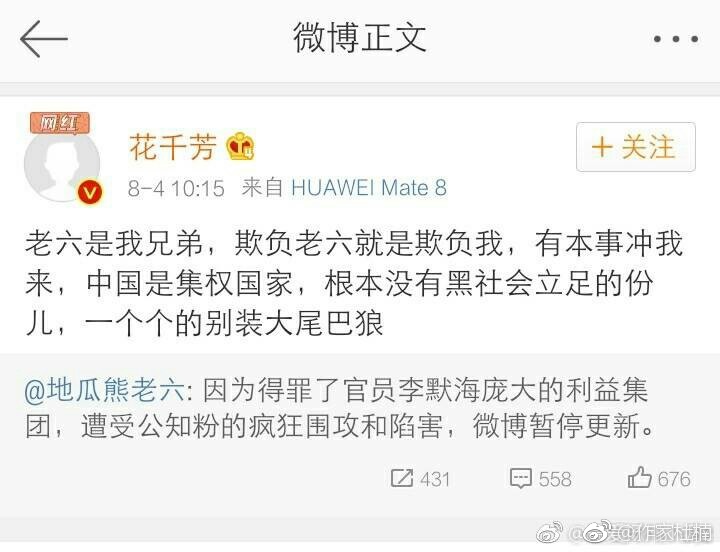 微博正文
网红
花千芳
+ 关注
8-4 10:15 来自 HUAWEI Mate 8
老六是我兄弟，欺负老六就是欺负我，有本事冲我
来，中国是集权国家，根本没有黑社会立足的份
儿，一个个的别装大尾巴狼
@地瓜熊老六: 因为得罪了官员李默海庞大的利益集
团，遭受公知粉的疯狂围攻和陷害，微博暂停更新。
431 558 676